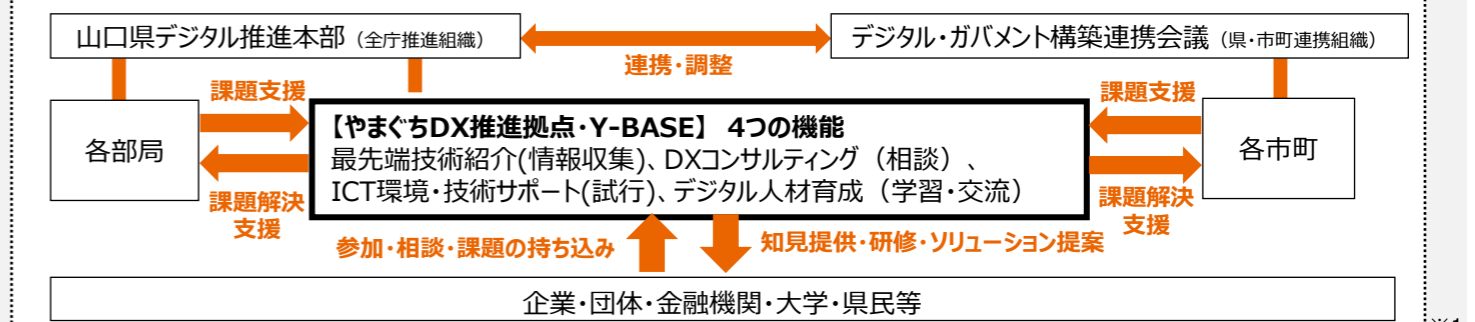 山口県デジタル推進本部（全庁推進組織）
連携・調整
デジタル・ガバメント構築連携会議（県・市町連携組織）
各部局
課題支援
課題解決
支援
【やまぐちDX推進拠点・Y-BASE】 4つの機能
最先端技術紹介(情報収集)、DXコンサルティング（相談）、
ICT環境・技術サポート(試行)、デジタル人材育成（学習・交流）
課題支援
課題解決
支援
各市町
参加・相談・課題の持ち込み
知見提供・研修・ソリューション提案
企業・団体・金融機関・大学・県民等